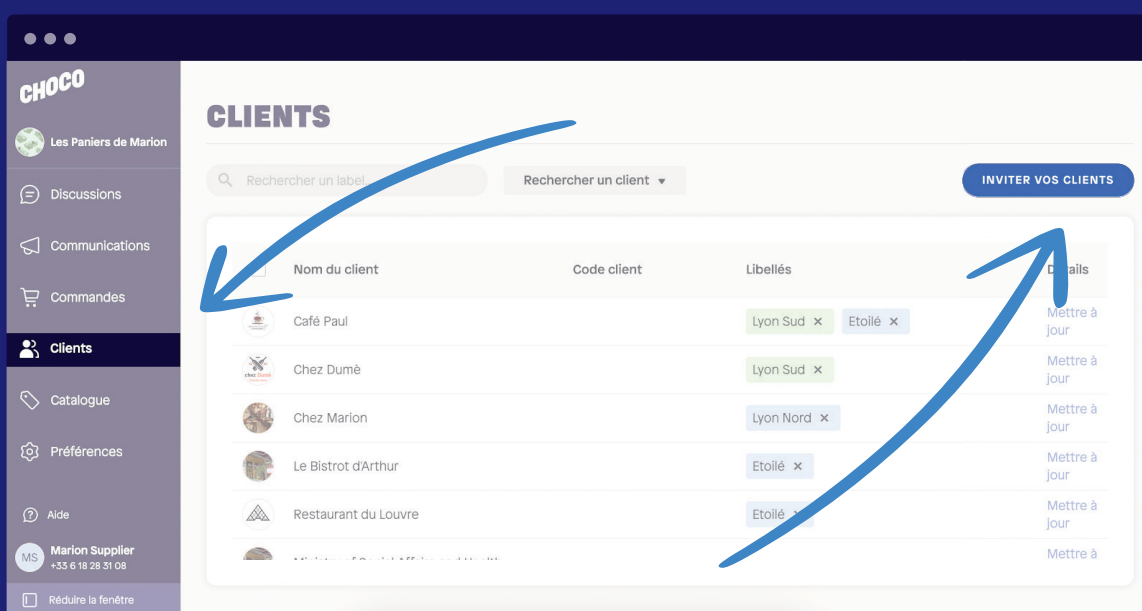 CHOCO
Les Paniers de Marion
Discussions
Communications
Commandes
Clients
Catalogue
Préférences
Aide
MS
Marion Supplier
+33 6 18 28 31 08
Réduire la fenêtre
CLIENTS
Rechercher un label
Rechercher un client
INVITER VOS CLIENTS
Nom du client Code client Libellés Détails
Café Paul Lyon Sud × Etoilé × Mettre à
jour
Chez Dumè Lyon Sud × Mettre à
jour
Chez Marion Lyon Nord × Mettre à
jour
Le Bistrot d'Arthur Etoilé × Mettre à
jour
Restaurant du Louvre Etoilé × Mettre à
jour
Mettre à